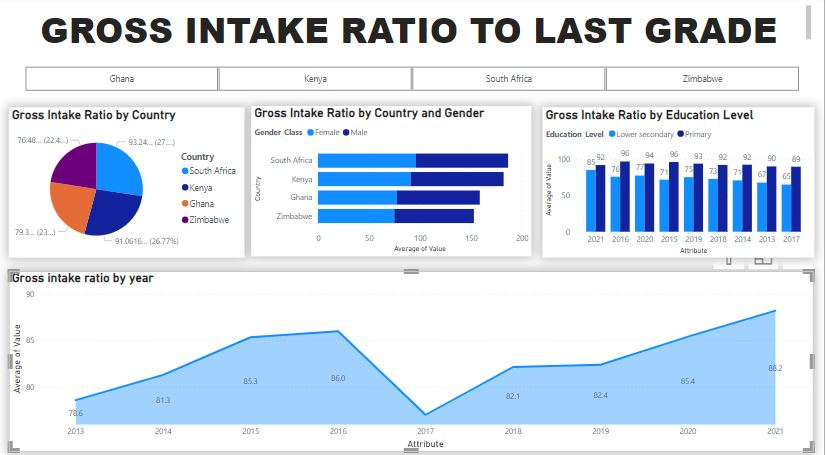 GROSS INTAKE RATIO TO LAST GRADE
Ghana Kenya South Africa Zimbabwe
Gross Intake Ratio by Country
76.48... (22.4...)
93.24... (27....)
79.3... (23....)
91.0616... (26.77%)
Country
South Africa
Kenya
Ghana
Zimbabwe
Gross Intake Ratio by Country and Gender
Gender Class Female Male
Country
South Africa
Kenya
Ghana
Zimbabwe
0 50 100 150 200
Average of Value
Gross Intake Ratio by Education Level
Education Level Lower secondary Primary
Average of Value
100
50
0
85 92 76 96 77 94 71 96 75 93 73 92 71 92 67 90 65 89
2021 2016 2020 2015 2019 2018 2014 2013 2017
Attribute
Gross intake ratio by year
Average of Value
90
85
80
78.6 81.3 85.3 86.0 82.1 82.4 85.4 88.2
2013 2014 2015 2016 2017 2018 2019 2020 2021
Attribute